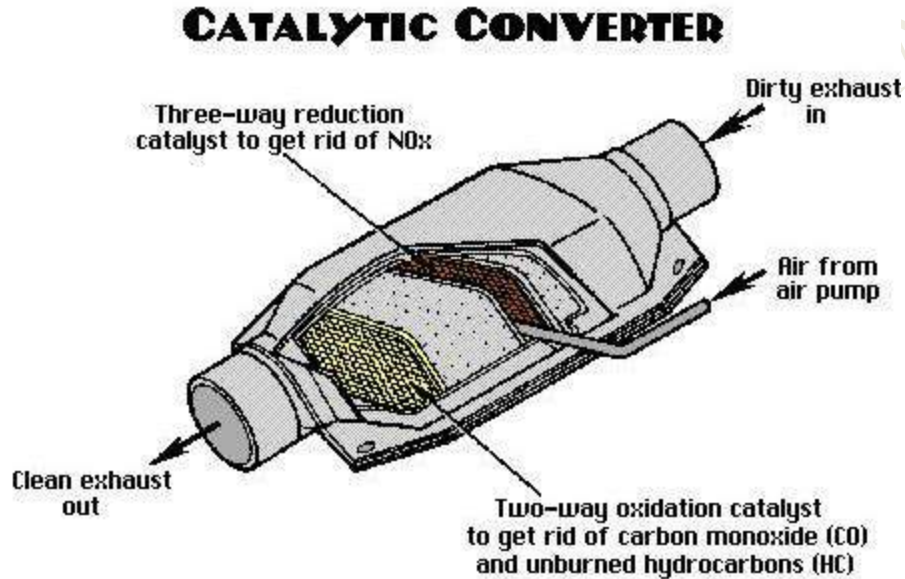 CATALYTIC CONVERTER
Dirty exhaust
in
Three-way reduction
catalyst to get rid of NOx
Air from
air pump
Clean exhaust
out
Two-way oxidation catalyst
to get rid of carbon monoxide (CO)
and unburned hydrocarbons (HC)